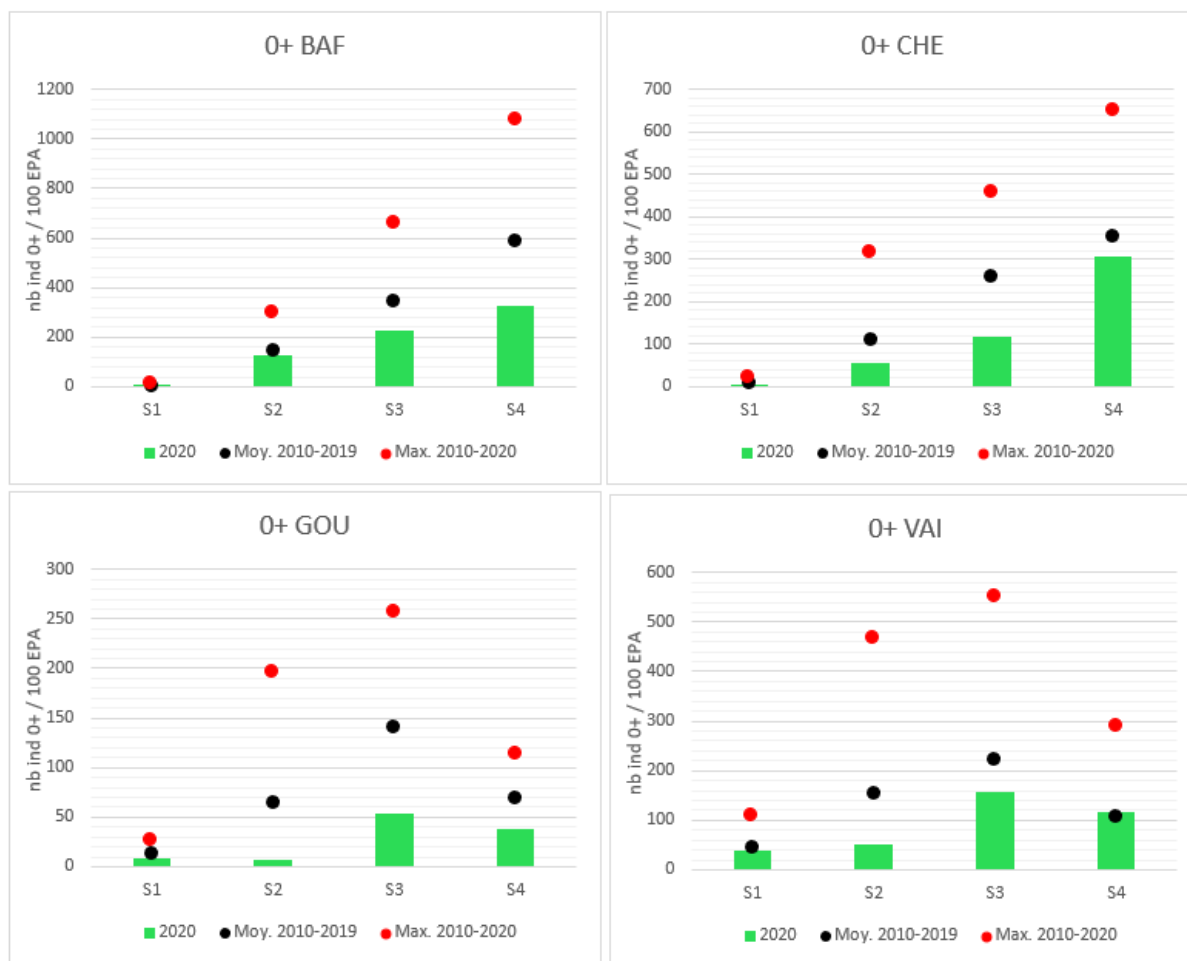 0+ BAF
nb ind 0+ / 100 EPA
1200
1000
800
600
400
200
0
S1 S2 S3 S4
2020 Moy. 2010-2019 Max. 2010-2020
0+ CHE
nb ind 0+ / 100 EPA
700
600
500
400
300
200
100
0
S1 S2 S3 S4
2020 Moy. 2010-2019 Max. 2010-2020
0+ GOU
nb ind 0+ / 100 EPA
300
250
200
150
100
50
0
S1 S2 S3 S4
2020 Moy. 2010-2019 Max. 2010-2020
0+ VAI
nb ind 0+ / 100 EPA
600
500
400
300
200
100
0
S1 S2 S3 S4
2020 Moy. 2010-2019 Max. 2010-2020